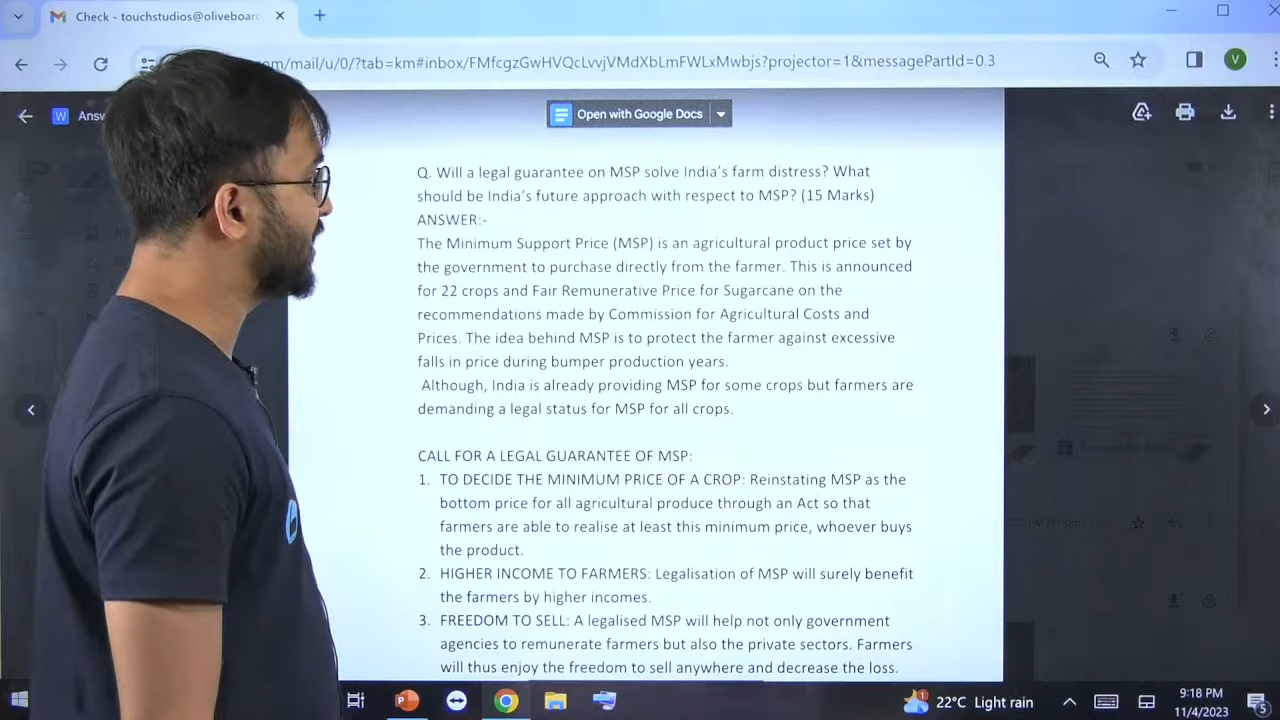 Check - touchstudios@oliveboar
.com/mail/u/0/?tab=km#inbox/FMfcgzGwHVQcLvvjVMdXbLmFWLxMwbjs?projector=1&messagePartId=0.3
V
W
Open with Google Docs
Q. Will a legal guarantee on MSP solve India's farm distress? What
should be India's future approach with respect to MSP? (15 Marks)
ANSWER:-
The Minimum Support Price (MSP) is an agricultural product price set by
the government to purchase directly from the farmer. This is announced
for 22 crops and Fair Remunerative Price for Sugarcane on the
recommendations made by Commission for Agricultural Costs and
Prices. The idea behind MSP is to protect the farmer against excessive
falls in price during bumper production years.
Although, India is already providing MSP for some crops but farmers are
demanding a legal status for MSP for all crops.
CALL FOR A LEGAL GUARANTEE OF MSP:
1. TO DECIDE THE MINIMUM PRICE OF A CROP: Reinstating MSP as the
bottom price for all agricultural produce through an Act so that
farmers are able to realise at least this minimum price, whoever buys
the product.
2. HIGHER INCOME TO FARMERS: Legalisation of MSP will surely benefit
the farmers by higher incomes.
3. FREEDOM TO SELL: A legalised MSP will help not only government
agencies to remunerate farmers but also the private sectors. Farmers
will thus enjoy the freedom to sell anywhere and decrease the loss.
1
22°C Light rain
9:18 PM
11/4/2023
5